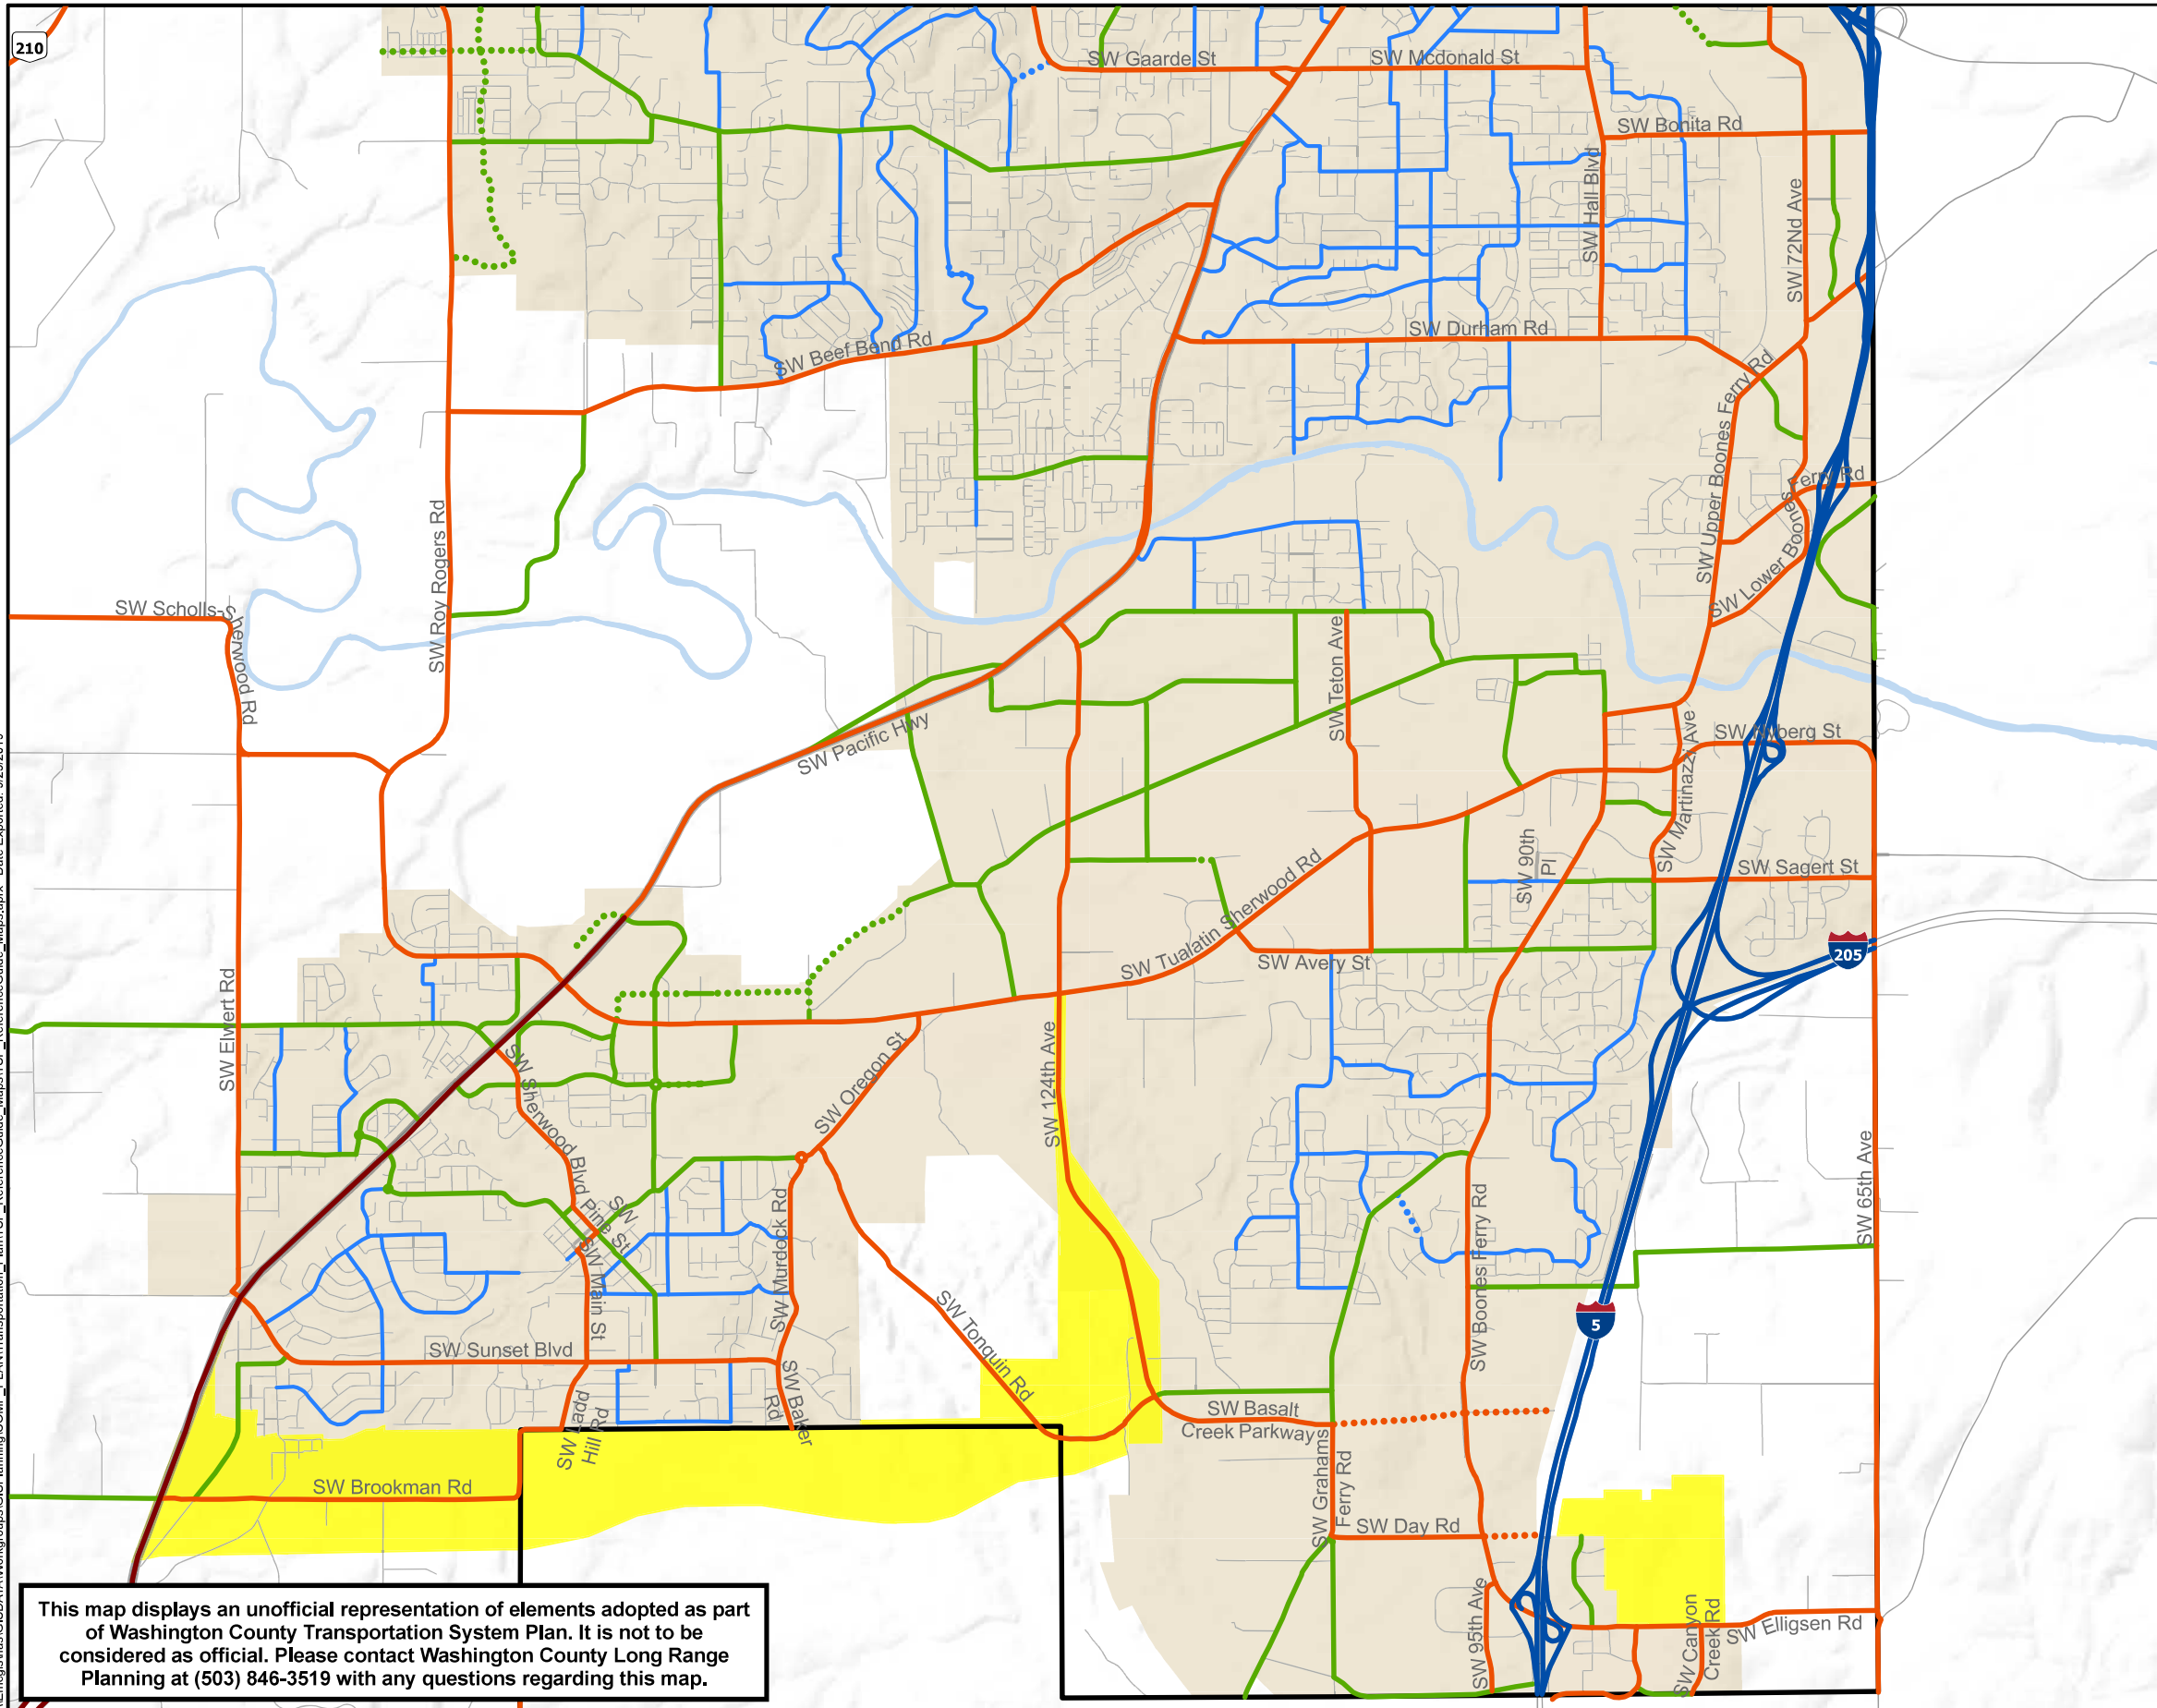 210
SW Gaarde St
SW Mcdonald St
SW Bonita Rd
SW Hall Blvd
SW 72Nd Ave
SW Durham Rd
SW Beef Bend Rd
SW Upper Boones Ferry Rd
SW Lower Boones Ferry Rd
SW Roy Rogers Rd
SW Scholls-Sherwood Rd
SW Teton Ave
SW Pacific Hwy
SW Nyberg St
SW Martinazzi Ave
SW 90th
Pl
SW Sagert St
SW Tualatin Sherwood Rd
SW Avery St
205
SW Elwert Rd
SW Oregon St
SW 124th Ave
SW Sherwood Blvd
SW
Pine St
SW Main St
SW Murdock Rd
SW 65th Ave
SW Boones Ferry Rd
5
SW Tonquin Rd
SW Sunset Blvd
SW Ladd
Hill Rd
SW Baker
Rd
SW Basalt
Creek Parkway
SW Grahams
Ferry Rd
SW Brookman Rd
SW Day Rd
SW 95th Ave
SW Canyon
Creek Rd
SW Elligsen Rd
This map displays an unofficial representation of elements adopted as part
of Washington County Transportation System Plan. It is not to be
considered as official. Please contact Washington County Long Range
Planning at (503) 846-3519 with any questions regarding this map.